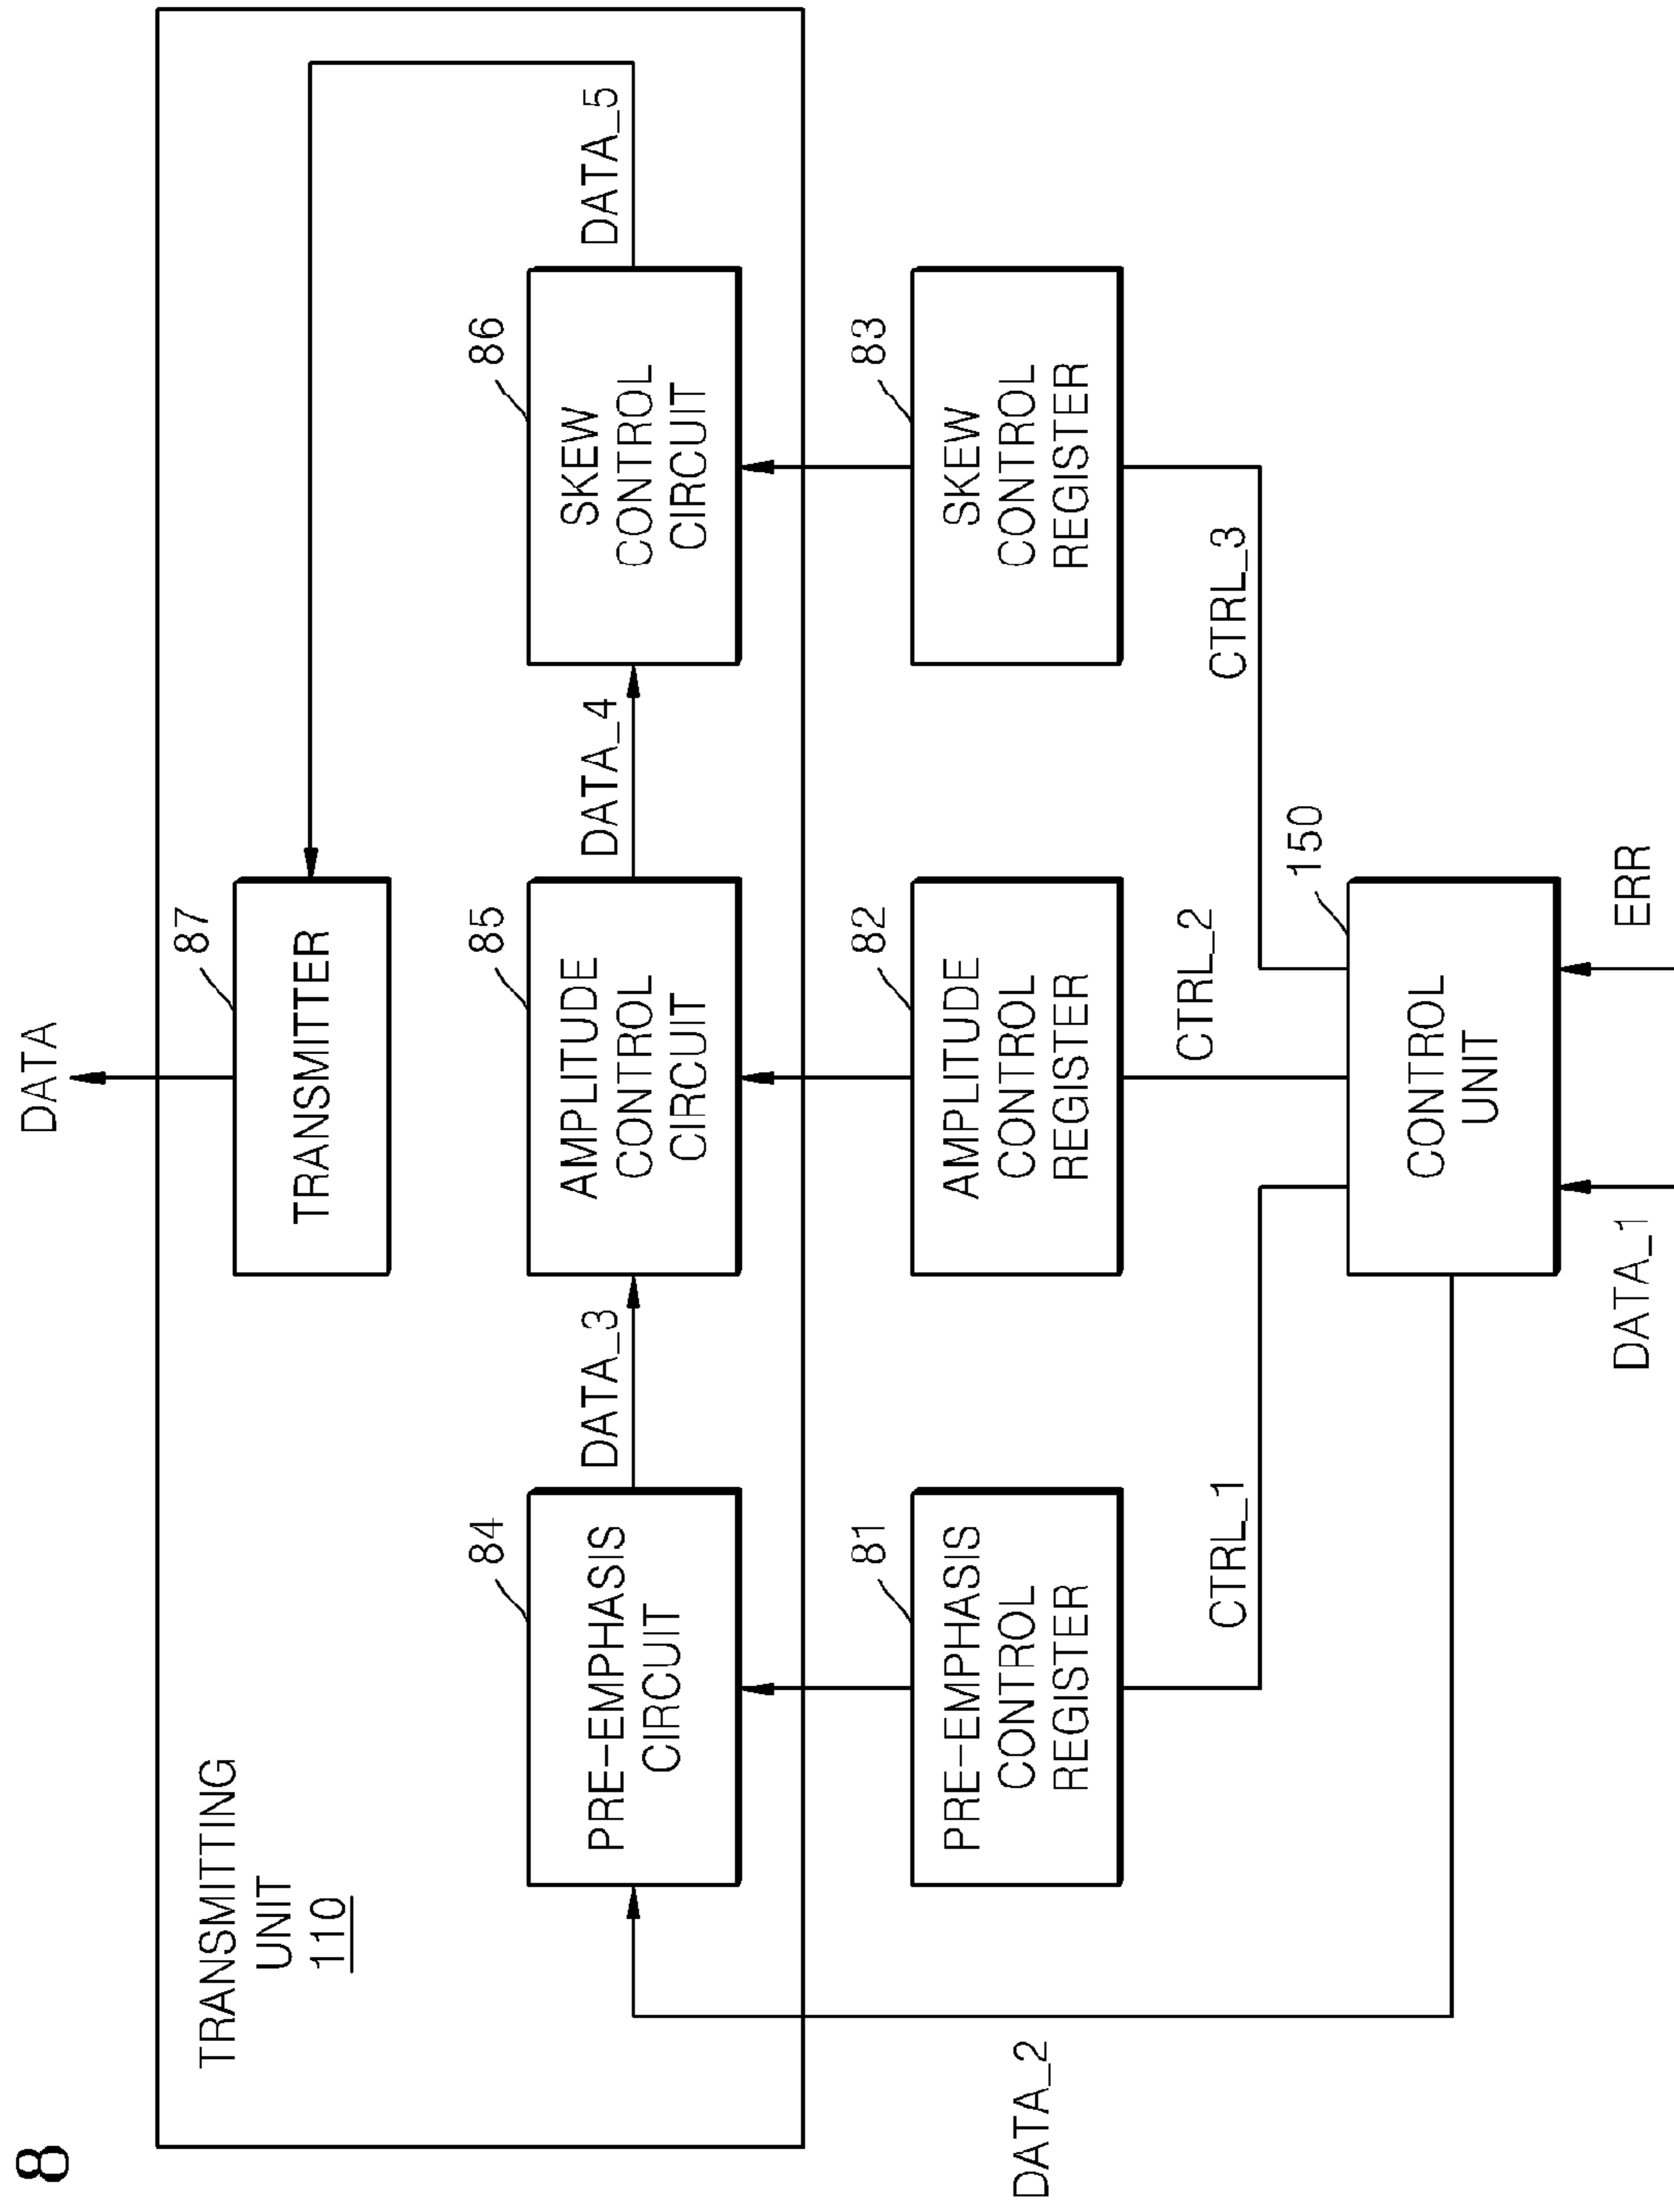 8
DATA
TRANSMITTING
UNIT
110
87
TRANSMITTER
84
PRE-EMPHASIS
CIRCUIT
DATA_3
85
AMPLITUDE
CONTROL
CIRCUIT
DATA_4
86
SKEW
CONTROL
CIRCUIT
DATA_5
81
PRE-EMPHASIS
CONTROL
REGISTER
82
AMPLITUDE
CONTROL
REGISTER
83
SKEW
CONTROL
REGISTER
DATA_2
CTRL_1
CTRL_2
CTRL_3
150
CONTROL
UNIT
DATA_1
ERR